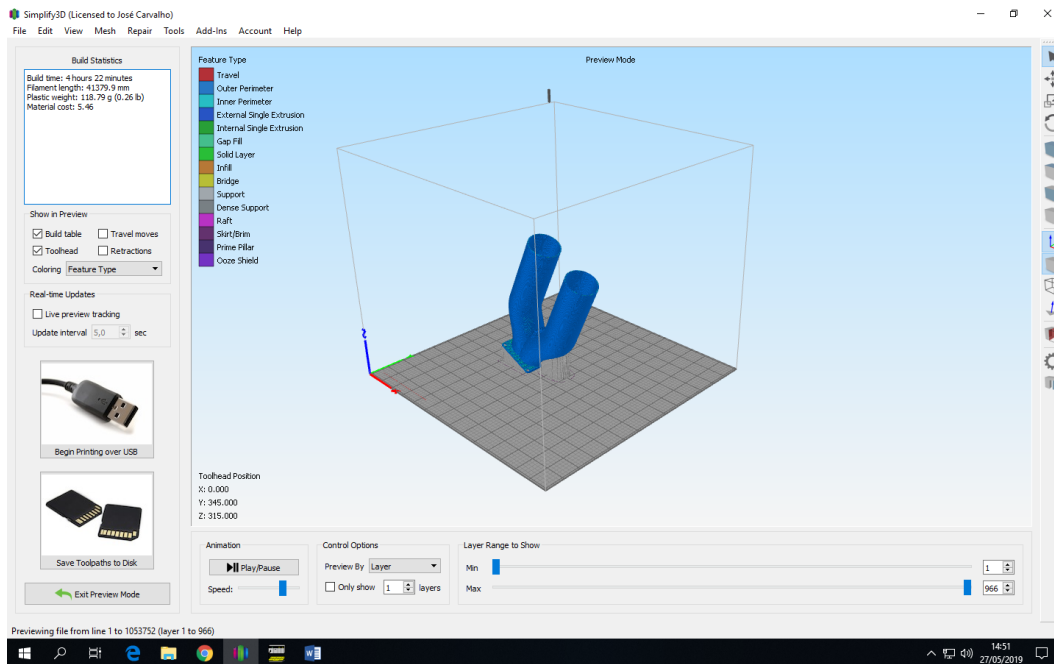 Simplify3D (Licensed to José Carvalho)
File Edit View Mesh Repair Tools Add-Ins Account Help
Build Statistics
Build time: 4 hours 22 minutes
Filament length: 41379.9 mm
Plastic weight: 118.79 g (0.26 lb)
Material cost: 5.46
Show in Preview
Build table Travel moves
Toolhead Retractions
Coloring Feature Type
Real-time Updates
Live preview tracking
Update interval 5,0 sec
Begin Printing over USB
Save Toolpaths to Disk
Exit Preview Mode
Feature Type
Travel
Outer Perimeter
Inner Perimeter
External Single Extrusion
Internal Single Extrusion
Gap Fill
Solid Layer
Infill
Bridge
Support
Dense Support
Raft
Skirt/Brim
Prime Pillar
Ooze Shield
Preview Mode
Toolhead Position
X: 0.000
Y: 345.000
Z: 315.000
Animation
Play/Pause
Speed:
Control Options
Preview By Layer
Only show 1 layers
Layer Range to Show
Min 1
Max 966
Previewing file from line 1 to 1053752 (layer 1 to 966)
14:51
27/05/2019